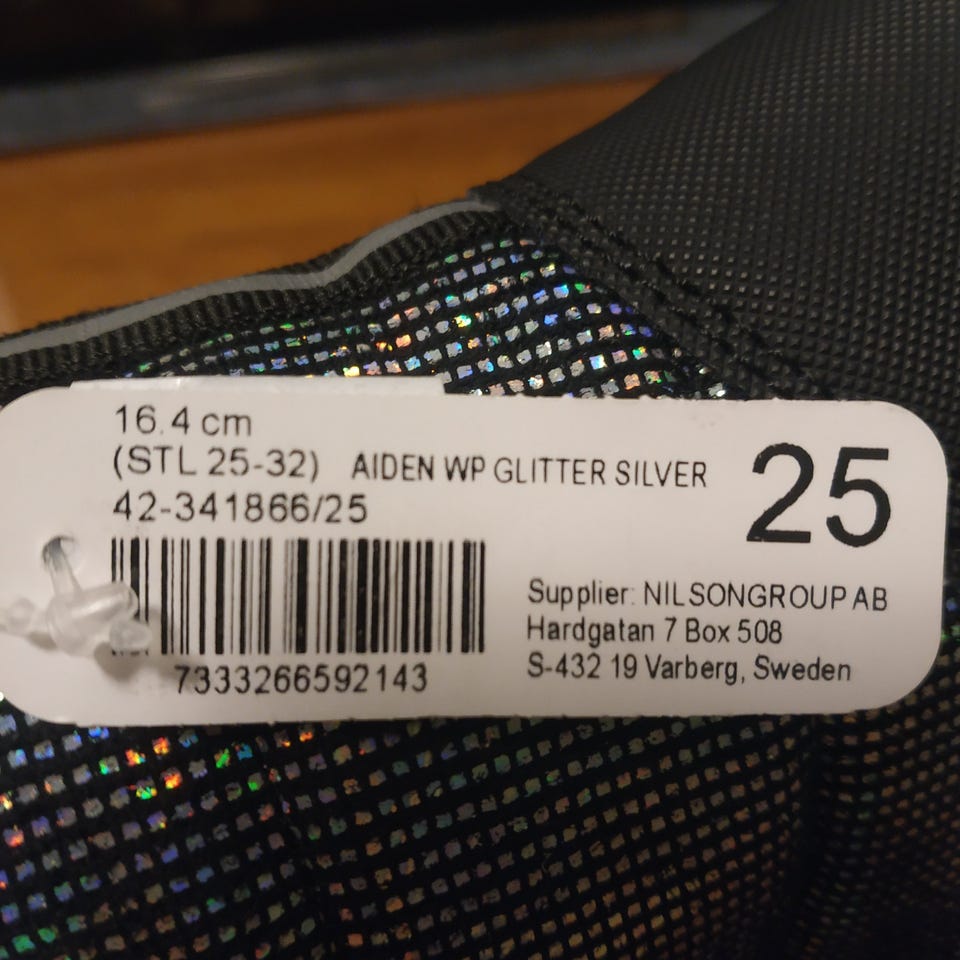 16.4 cm
(STL 25-32) AIDEN WP GLITTER SILVER
42-341866/25
25
7333266592143
Supplier: NILSONGROUP AB
Hardgatan 7 Box 508
S-432 19 Varberg, Sweden